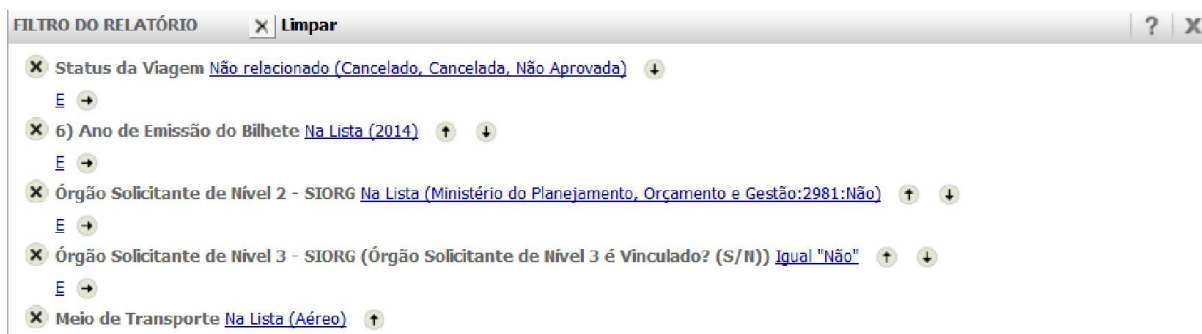 FILTRO DO RELATÓRIO X Limpar ? X
Status da Viagem Não relacionado (Cancelado, Cancelada, Não Aprovada)
E
6) Ano de Emissão do Bilhete Na Lista (2014)
E
Órgão Solicitante de Nível 2 - SIORG Na Lista (Ministério do Planejamento, Orçamento e Gestão:2981:Não)
E
Órgão Solicitante de Nível 3 - SIORG (Órgão Solicitante de Nível 3 é Vinculado? (S/N)) Igual "Não"
E
Meio de Transporte Na Lista (Aéreo)